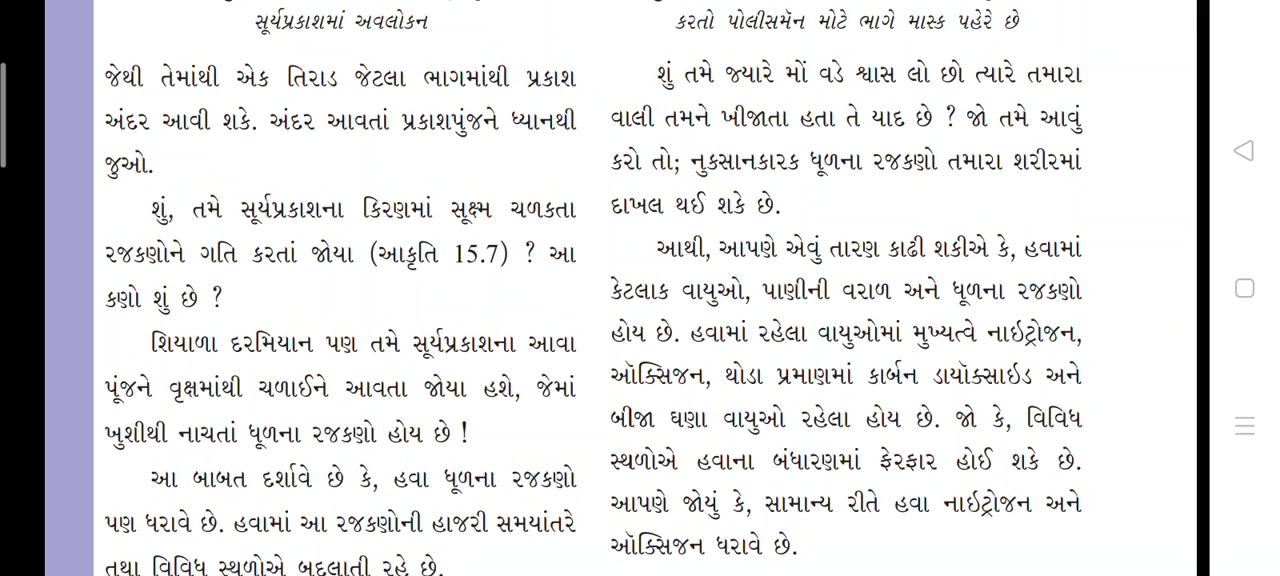 સૂર્યપ્રકાશમાં અવલોકન
જેથી તેમાંથી એક તિરાડ જેટલા ભાગમાંથી પ્રકાશ
અંદર આવી શકે. અંદર આવતાં પ્રકાશપુંજને ધ્યાનથી
જુઓ.
શું, તમે સૂર્યપ્રકાશના કિરણમાં સૂક્ષ્મ ચળકતા
રજકણોને ગતિ કરતાં જોયા (આકૃતિ 15.7) ? આ
કણો શું છે ?
શિયાળા દરમિયાન પણ તમે સૂર્યપ્રકાશના આવા
પૂંજને વૃક્ષમાંથી ચળાઈને આવતા જોયા હશે, જેમાં
ખુશીથી નાચતાં ધૂળના રજકણો હોય છે !
આ બાબત દર્શાવે છે કે, હવા ધૂળના રજકણો
પણ ધરાવે છે. હવામાં આ રજકણોની હાજરી સમયાંતરે
તથા વિવિધ સ્થળોએ બદલાતી રહે છે.
કરતો પોલીસમૅન મોટે ભાગે માસ્ક પહેરે છે
શું તમે જ્યારે મોં વડે શ્વાસ લો છો ત્યારે તમારા
વાલી તમને ખીજાતા હતા તે યાદ છે ? જો તમે આવું
કરો તો; નુકસાનકારક ધૂળના રજકણો તમારા શરીરમાં
દાખલ થઈ શકે છે.
આથી, આપણે એવું તારણ કાઢી શકીએ કે, હવામાં
કેટલાક વાયુઓ, પાણીની વરાળ અને ધૂળના રજકણો
હોય છે. હવામાં રહેલા વાયુઓમાં મુખ્યત્વે નાઇટ્રોજન,
ઑક્સિજન, થોડા પ્રમાણમાં કાર્બન ડાયૉક્સાઇડ અને
બીજા ઘણા વાયુઓ રહેલા હોય છે. જો કે, વિવિધ
સ્થળોએ હવાના બંધારણમાં ફેરફાર હોઈ શકે છે.
આપણે જોયું કે, સામાન્ય રીતે હવા નાઇટ્રોજન અને
ઑક્સિજન ધરાવે છે.